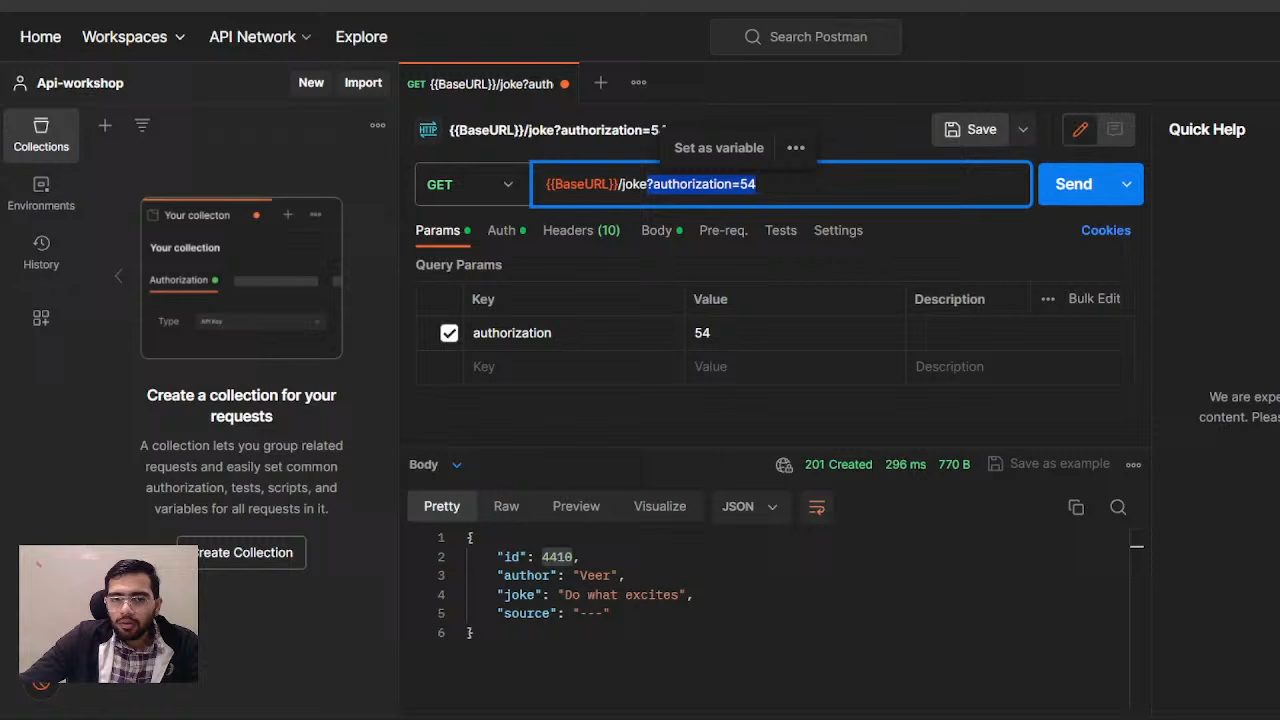 Home Workspaces API Network Explore Search Postman
Api-workshop New Import
GET {{BaseURL}}/joke?auth
Collections
Environments
History
Your collecton
Your collection
Authorization
Type API Key
Create a collection for your
requests
A collection lets you group related
requests and easily set common
authorization, tests, scripts, and
variables for all requests in it.
Create Collection
HTTP {{BaseURL}}/joke?authorization=54 Save
Set as variable
GET {{BaseURL}}/joke?authorization=54 Send
Params Auth Headers (10) Body Pre-req. Tests Settings Cookies
Query Params
Key Value Description Bulk Edit
authorization 54
Key Value Description
Body 201 Created 296 ms 770 B Save as example
Pretty Raw Preview Visualize JSON
1 {
2 "id": 4410,
3 "author": "Veer",
4 "joke": "Do what excites",
5 "source": "---"
6 }
Quick Help
We are expe
content. Pleas